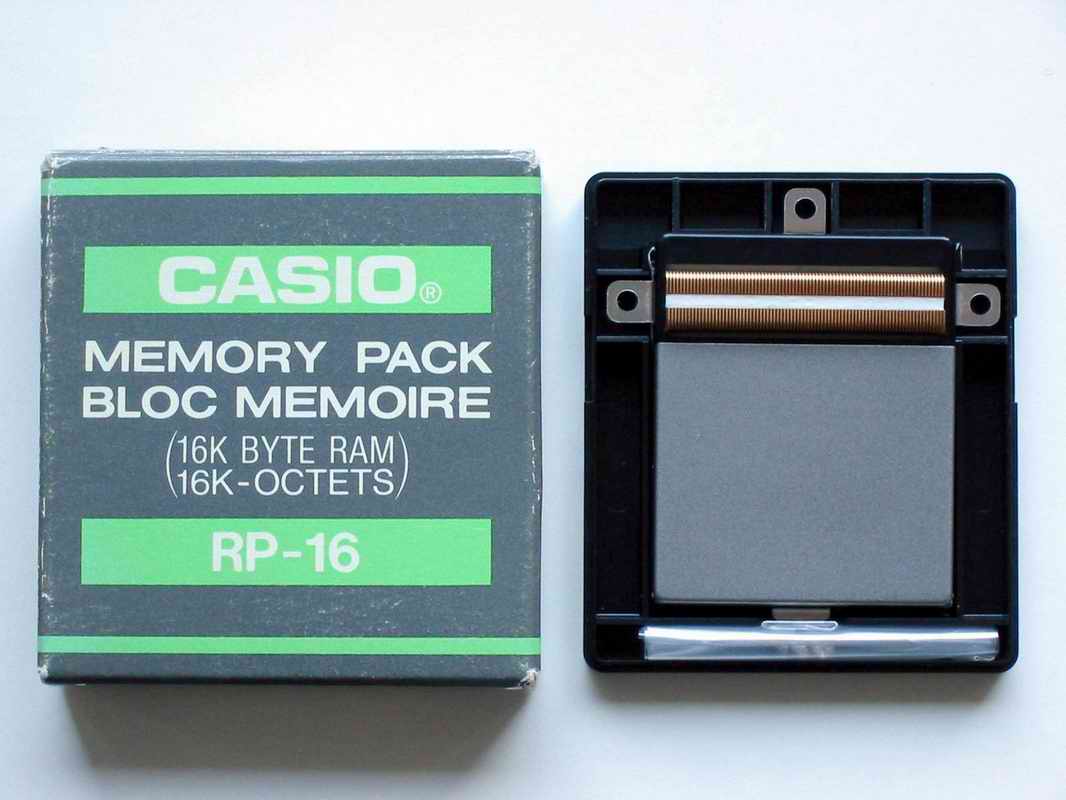 CASIO®
MEMORY PACK
BLOC MEMOIRE
(16K BYTE RAM
16K-OCTETS)
RP-16